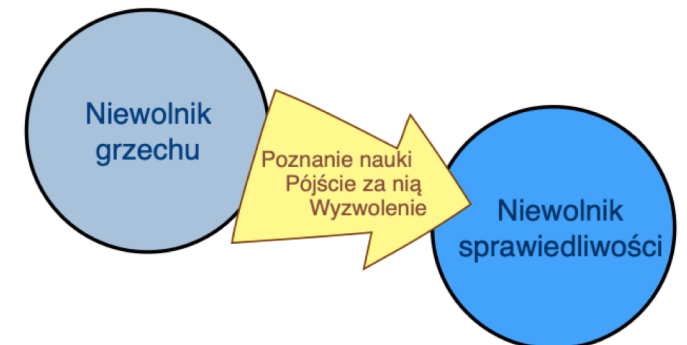 Niewolnik
grzechu
Poznanie nauki
Pójście za nią
Wyzwolenie
Niewolnik
sprawiedliwości